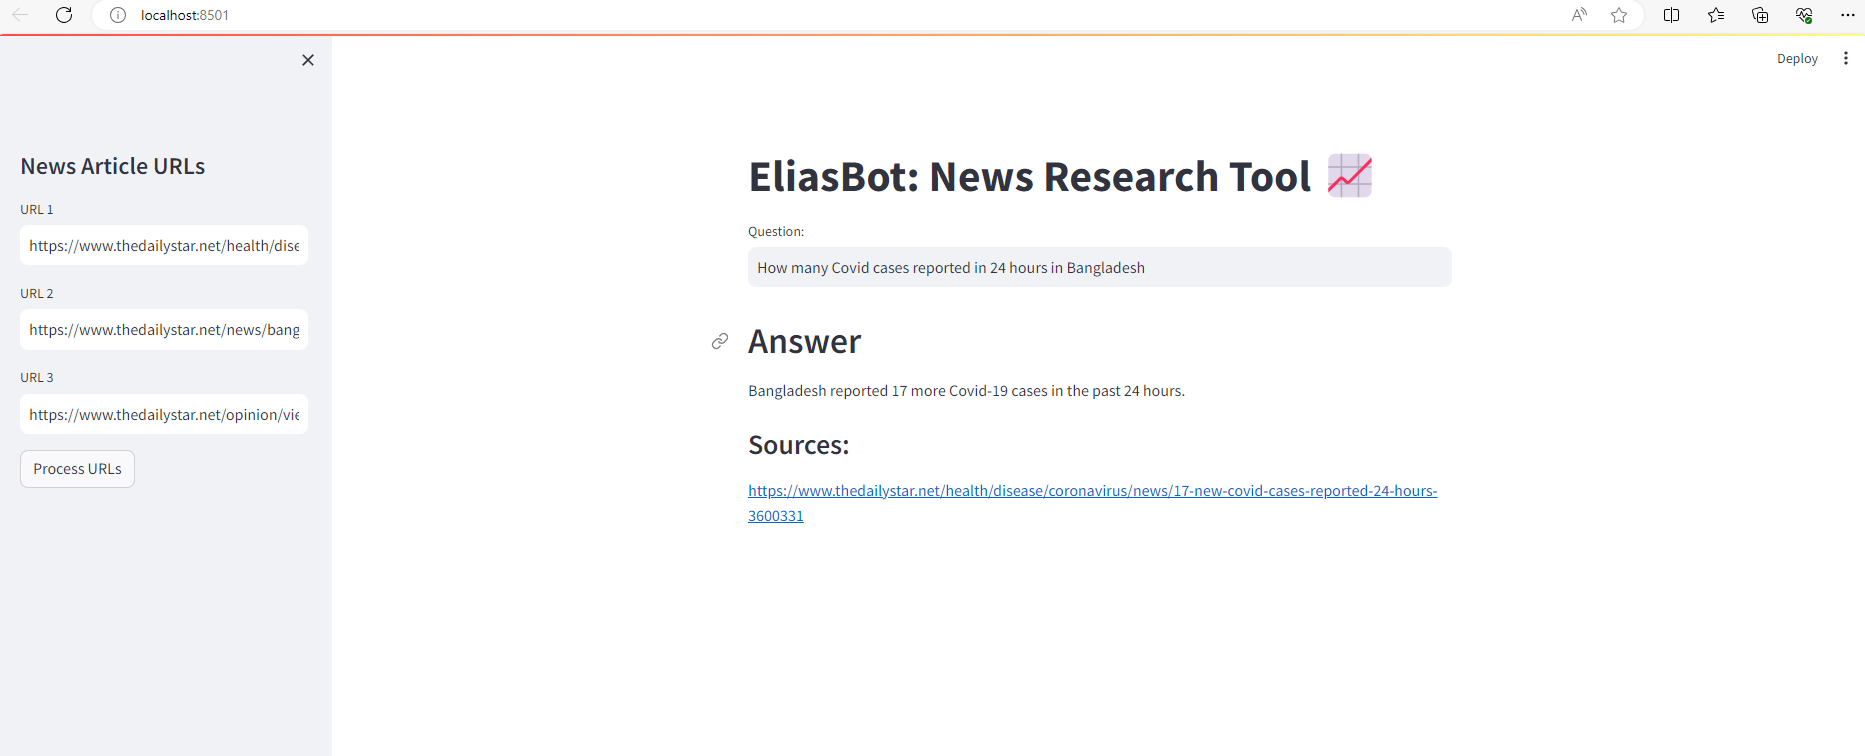 localhost:8501
Deploy
News Article URLs
URL 1
https://www.thedailystar.net/health/dise
URL 2
https://www.thedailystar.net/news/bang
URL 3
https://www.thedailystar.net/opinion/vie
Process URLs
EliasBot: News Research Tool
Question:
How many Covid cases reported in 24 hours in Bangladesh
Answer
Bangladesh reported 17 more Covid-19 cases in the past 24 hours.
Sources:
https://www.thedailystar.net/health/disease/coronavirus/news/17-new-covid-cases-reported-24-hours-
3600331